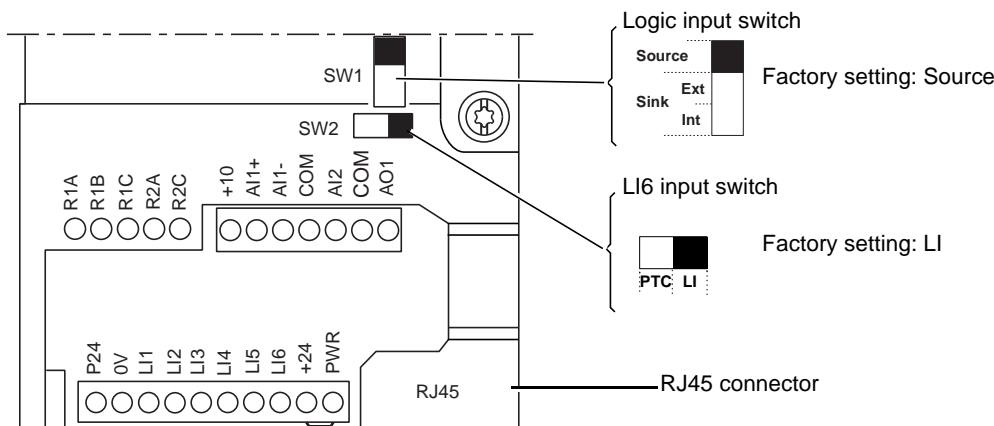 Logic input switch
Source
Sink
Ext
Int
Factory setting: Source
SW1
SW2
R1A
R1B
R1C
R2A
R2C
+10
AI1+
AI1-
COM
AI2
COM
AO1
LI6 input switch
PTC LI
Factory setting: LI
P24
0V
LI1
LI2
LI3
LI4
LI5
LI6
+24
PWR
RJ45
RJ45 connector